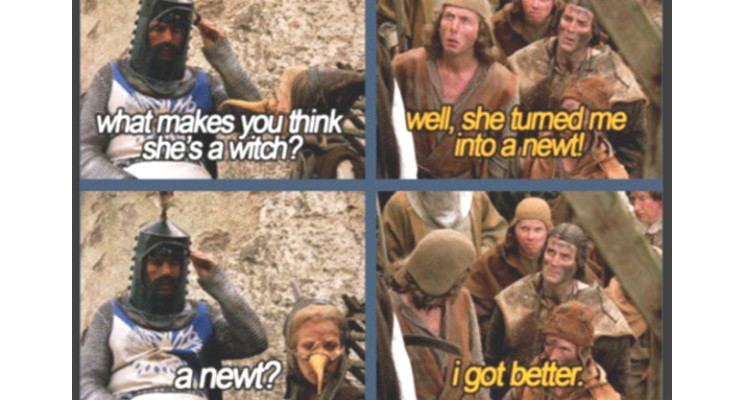 what makes you think
she's a witch?
well, she turned me
into a newt!
a newt?
i got better.